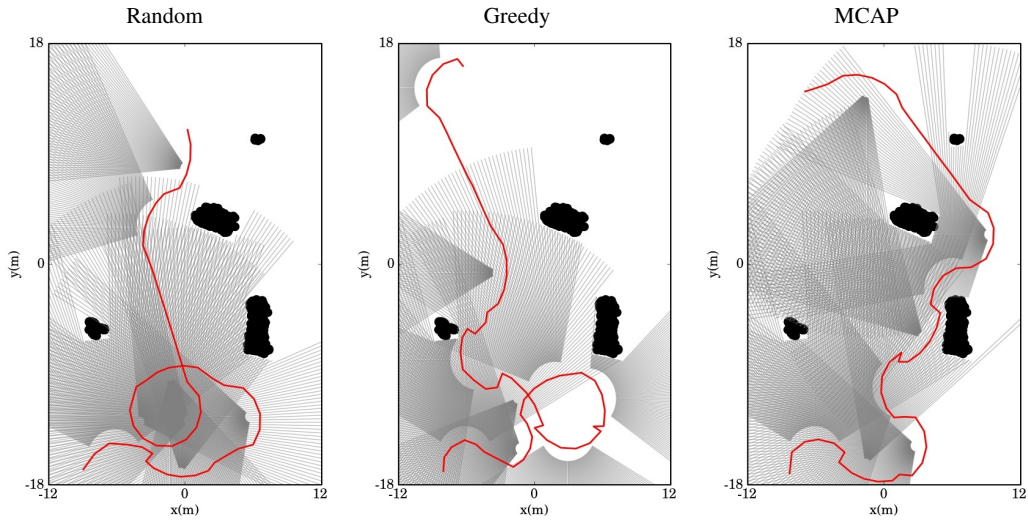 Random Greedy MCAP
18 18 18
y(m) y(m) y(m)
0 0 0
-18 -18 -18
-12 0 12 -12 0 12 -12 0 12
x(m) x(m) x(m)